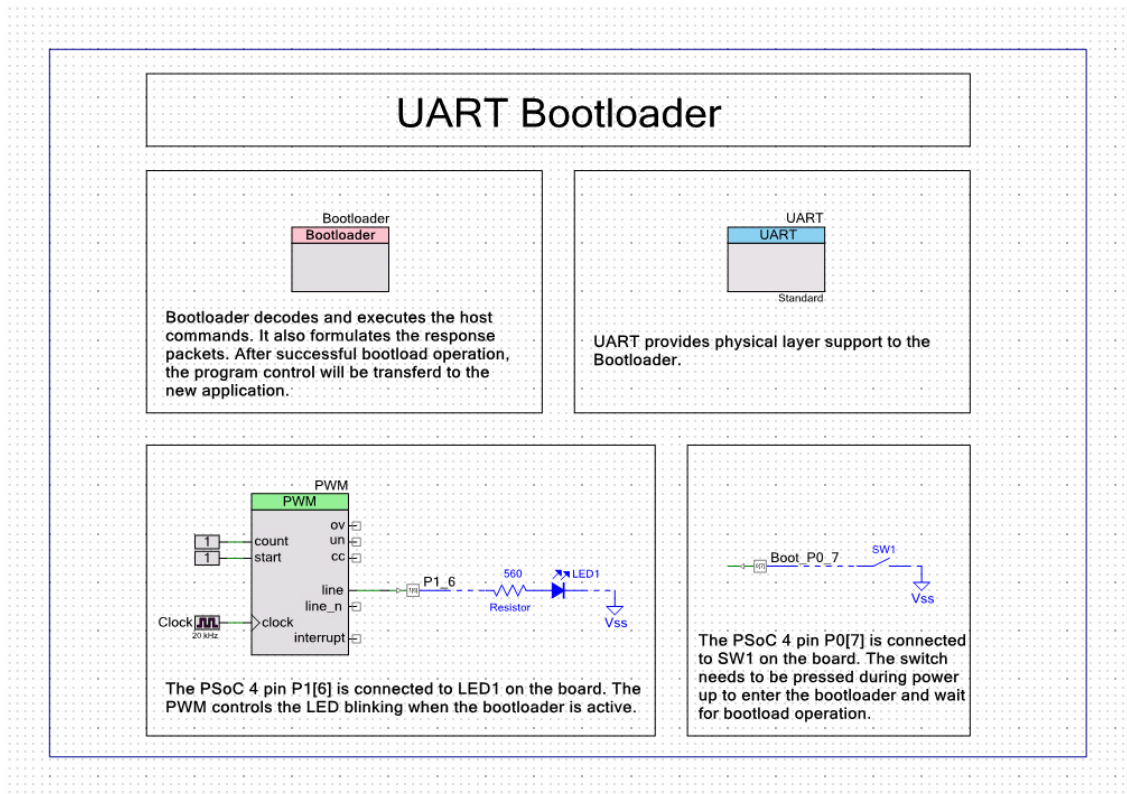 UART Bootloader
Bootloader
Bootloader
Bootloader decodes and executes the host
commands. It also formulates the response
packets. After successful bootload operation,
the program control will be transferd to the
new application.
UART
UART
Standard
UART provides physical layer support to the
Bootloader.
PWM
PWM
ov
1 count un
1 start cc
line P1_6 560 LED1
Resistor
Vss
line_n
Clock clock
20 kHz
interrupt
The PSoC 4 pin P1[6] is connected to LED1 on the board. The
PWM controls the LED blinking when the bootloader is active.
Boot_P0_7 SW1
Vss
The PSoC 4 pin P0[7] is connected
to SW1 on the board. The switch
needs to be pressed during power
up to enter the bootloader and wait
for bootload operation.